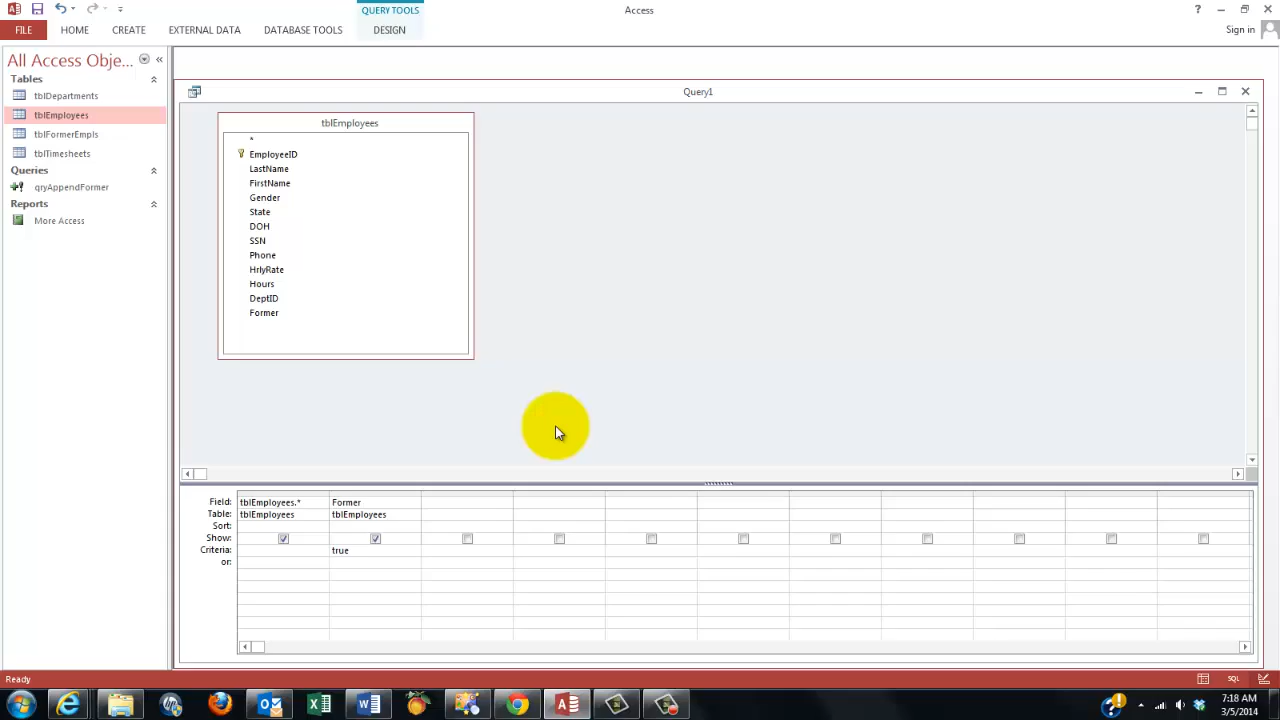 QUERY TOOLS
Access
?
FILE
HOME
CREATE
EXTERNAL DATA
DATABASE TOOLS
DESIGN
Sign in
All Access Obje...
Tables
tblDepartments
tblEmployees
tblFormerEmpls
tblTimesheets
Queries
qryAppendFormer
Reports
More Access
Query1
tblEmployees
*
EmployeeID
LastName
FirstName
Gender
State
DOH
SSN
Phone
HrlyRate
Hours
DeptID
Former
Field: tblEmployees.* Former
Table: tblEmployees tblEmployees
Sort:
Show:
Criteria: true
or:
Ready
SQL
7:18 AM
3/5/2014